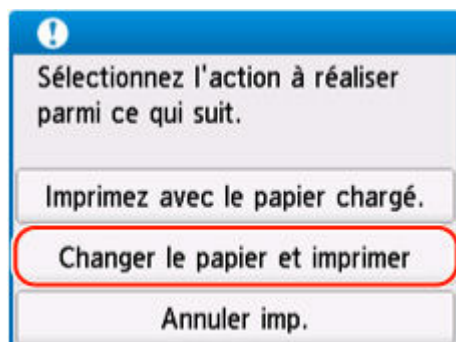 Sélectionnez l'action à réaliser
parmi ce qui suit.
Imprimez avec le papier chargé.
Changer le papier et imprimer
Annuler imp.